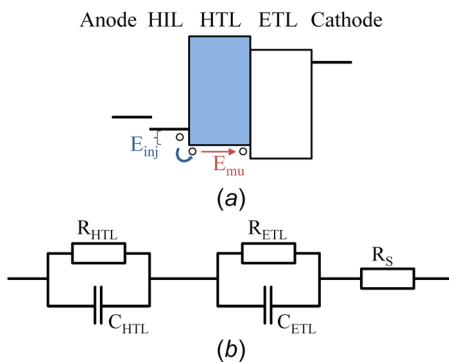 Anode HIL HTL ETL Cathode
E_inj
E_mu
(a)
R_HTL
R_ETL
R_S
C_HTL
C_ETL
(b)